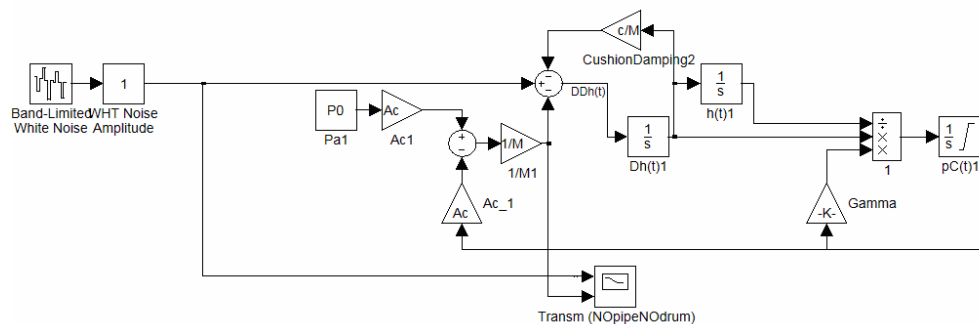 c/M
CushionDamping2
Band-Limited
White Noise
1
WHT Noise
Amplitude
P0
Pa1
Ac
Ac1
1/M
1/M1
DDh(t)
1
s
Dh(t)1
1
s
h(t)1
1
1
s
pC(t)1
Ac
Ac_1
-K-
Gamma
Transm (NOpipeNOdrum)